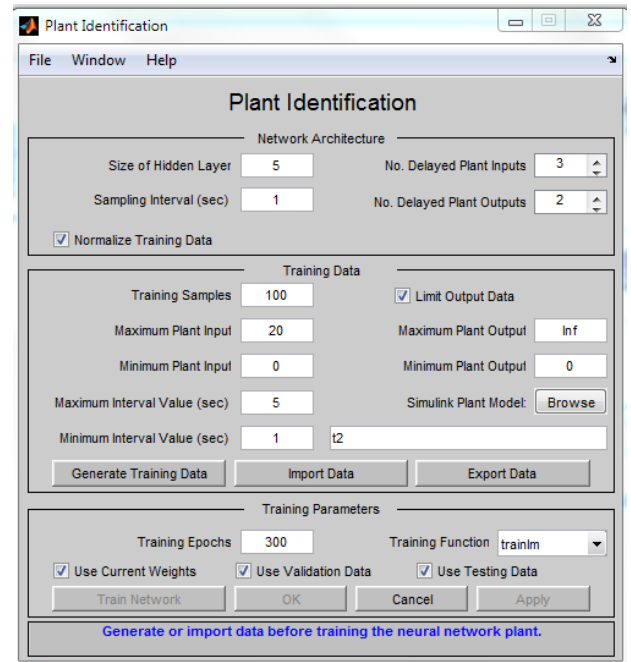 Plant Identification
File Window Help
Plant Identification
Network Architecture
Size of Hidden Layer 5 No. Delayed Plant Inputs 3
Sampling Interval (sec) 1 No. Delayed Plant Outputs 2
Normalize Training Data
Training Data
Training Samples 100 Limit Output Data
Maximum Plant Input 20 Maximum Plant Output Inf
Minimum Plant Input 0 Minimum Plant Output 0
Maximum Interval Value (sec) 5 Simulink Plant Model: Browse
Minimum Interval Value (sec) 1 t2
Generate Training Data Import Data Export Data
Training Parameters
Training Epochs 300 Training Function trainlm
Use Current Weights Use Validation Data Use Testing Data
Train Network OK Cancel Apply
Generate or import data before training the neural network plant.